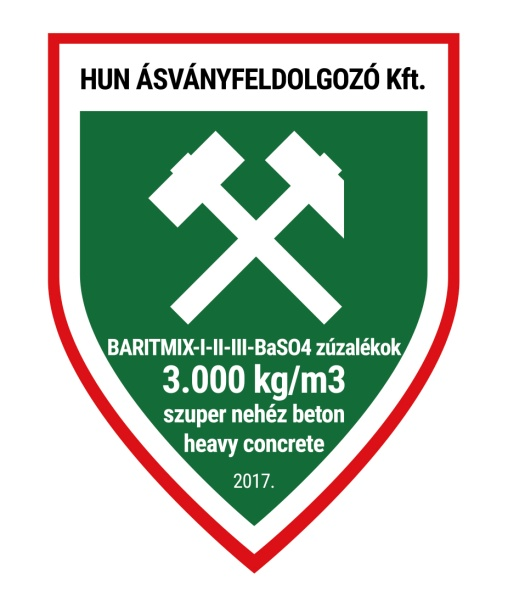 HUN ÁSVÁNYFELDOLGOZÓ Kft.
BARITMIX-I-II-III-BaSO4 zúzalékok
3.000 kg/m3
szuper nehéz beton
heavy concrete
2017.